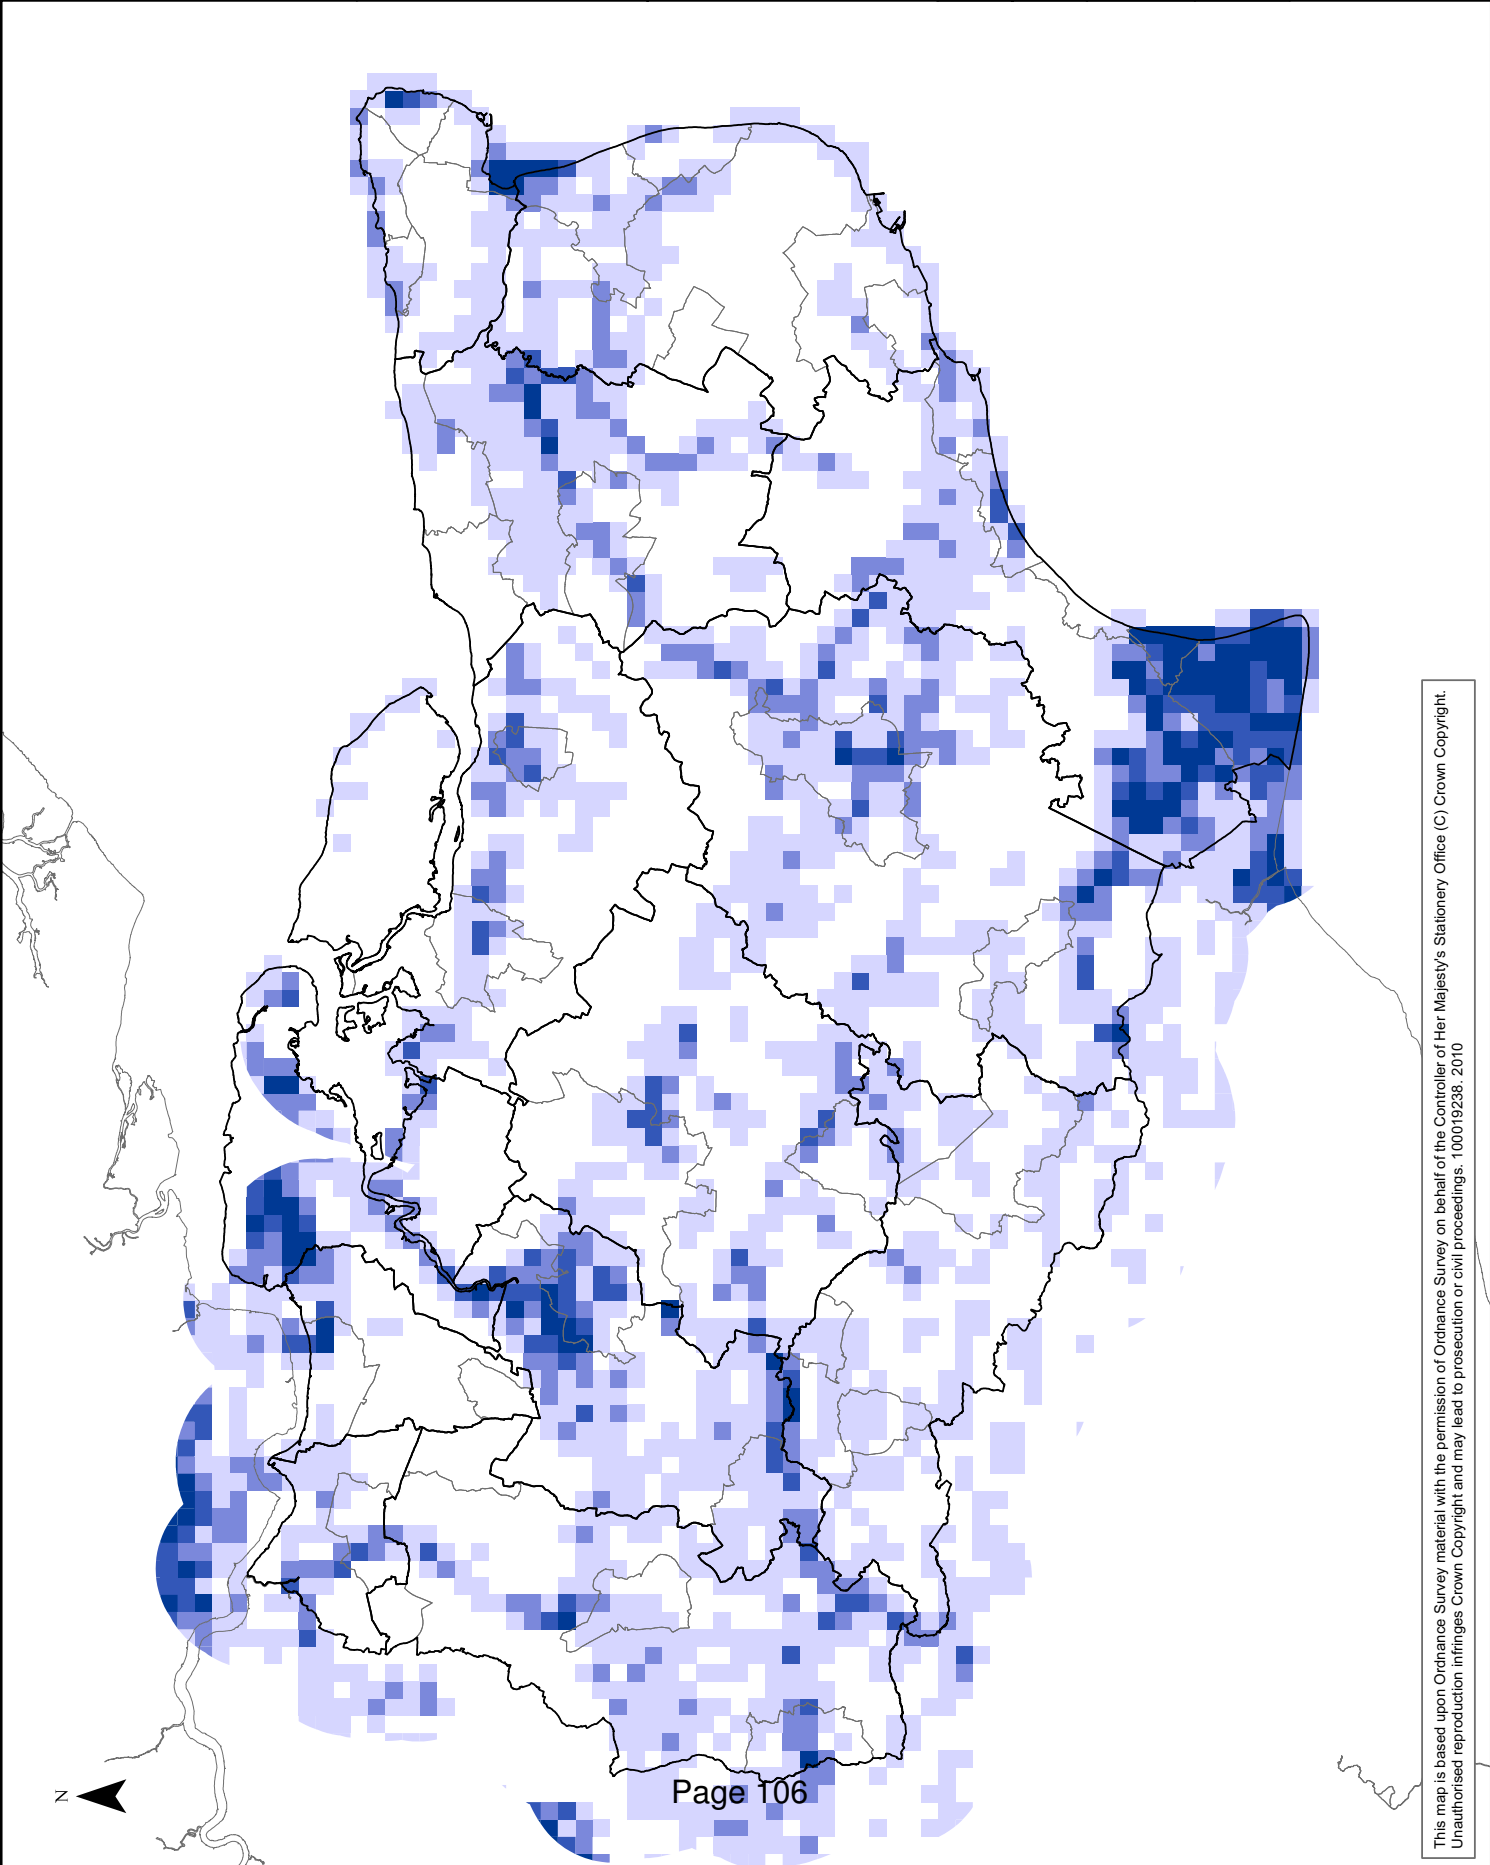 This map is based upon Ordnance Survey material with the permission of Ordnance Survey on behalf of the Controller of Her Majesty's Stationery Office (C) Crown Copyright.
Unauthorised reproduction infringes Crown Copyright and may lead to prosecution or civil proceedings. 100019238. 2010
N
Page 106